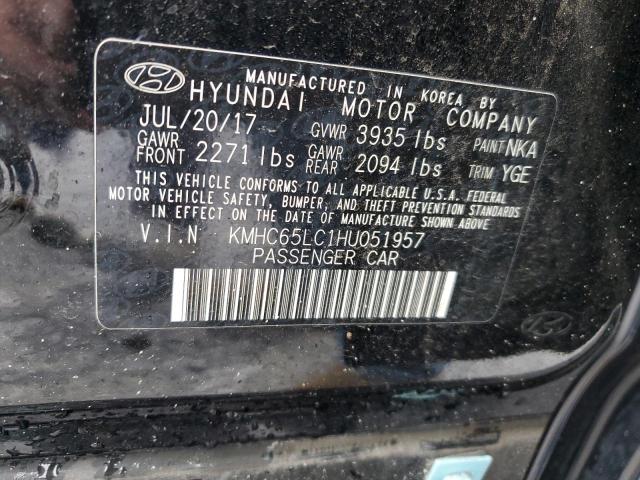 MANUFACTURED IN KOREA BY
HYUNDAI MOTOR COMPANY
JUL/20/17 GVWR 3935 lbs PAINT NKA
GAWR FRONT 2271 lbs GAWR REAR 2094 lbs TRIM YGE
THIS VEHICLE CONFORMS TO ALL APPLICABLE U.S.A. FEDERAL
MOTOR VEHICLE SAFETY, BUMPER, AND THEFT PREVENTION STANDARDS
IN EFFECT ON THE DATE OF MANUFACTURE SHOWN ABOVE.
V.I.N KMHC65LC1HU051957
PASSENGER CAR